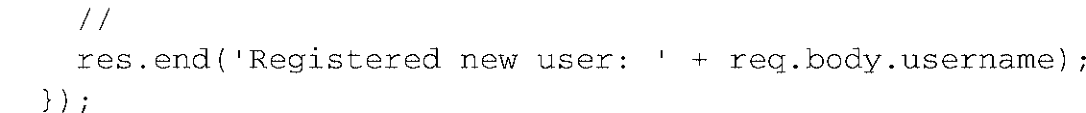 //
res.end('Registered new user: ' + req.body.username);
});